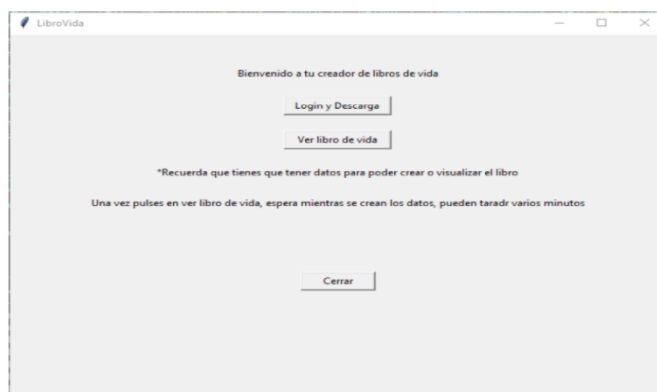 LibroVida
Bienvenido a tu creador de libros de vida
Login y Descarga
Ver libro de vida
*Recuerda que tienes que tener datos para poder crear o visualizar el libro
Una vez pulses en ver libro de vida, espera mientras se crean los datos, pueden taradr varios minutos
Cerrar